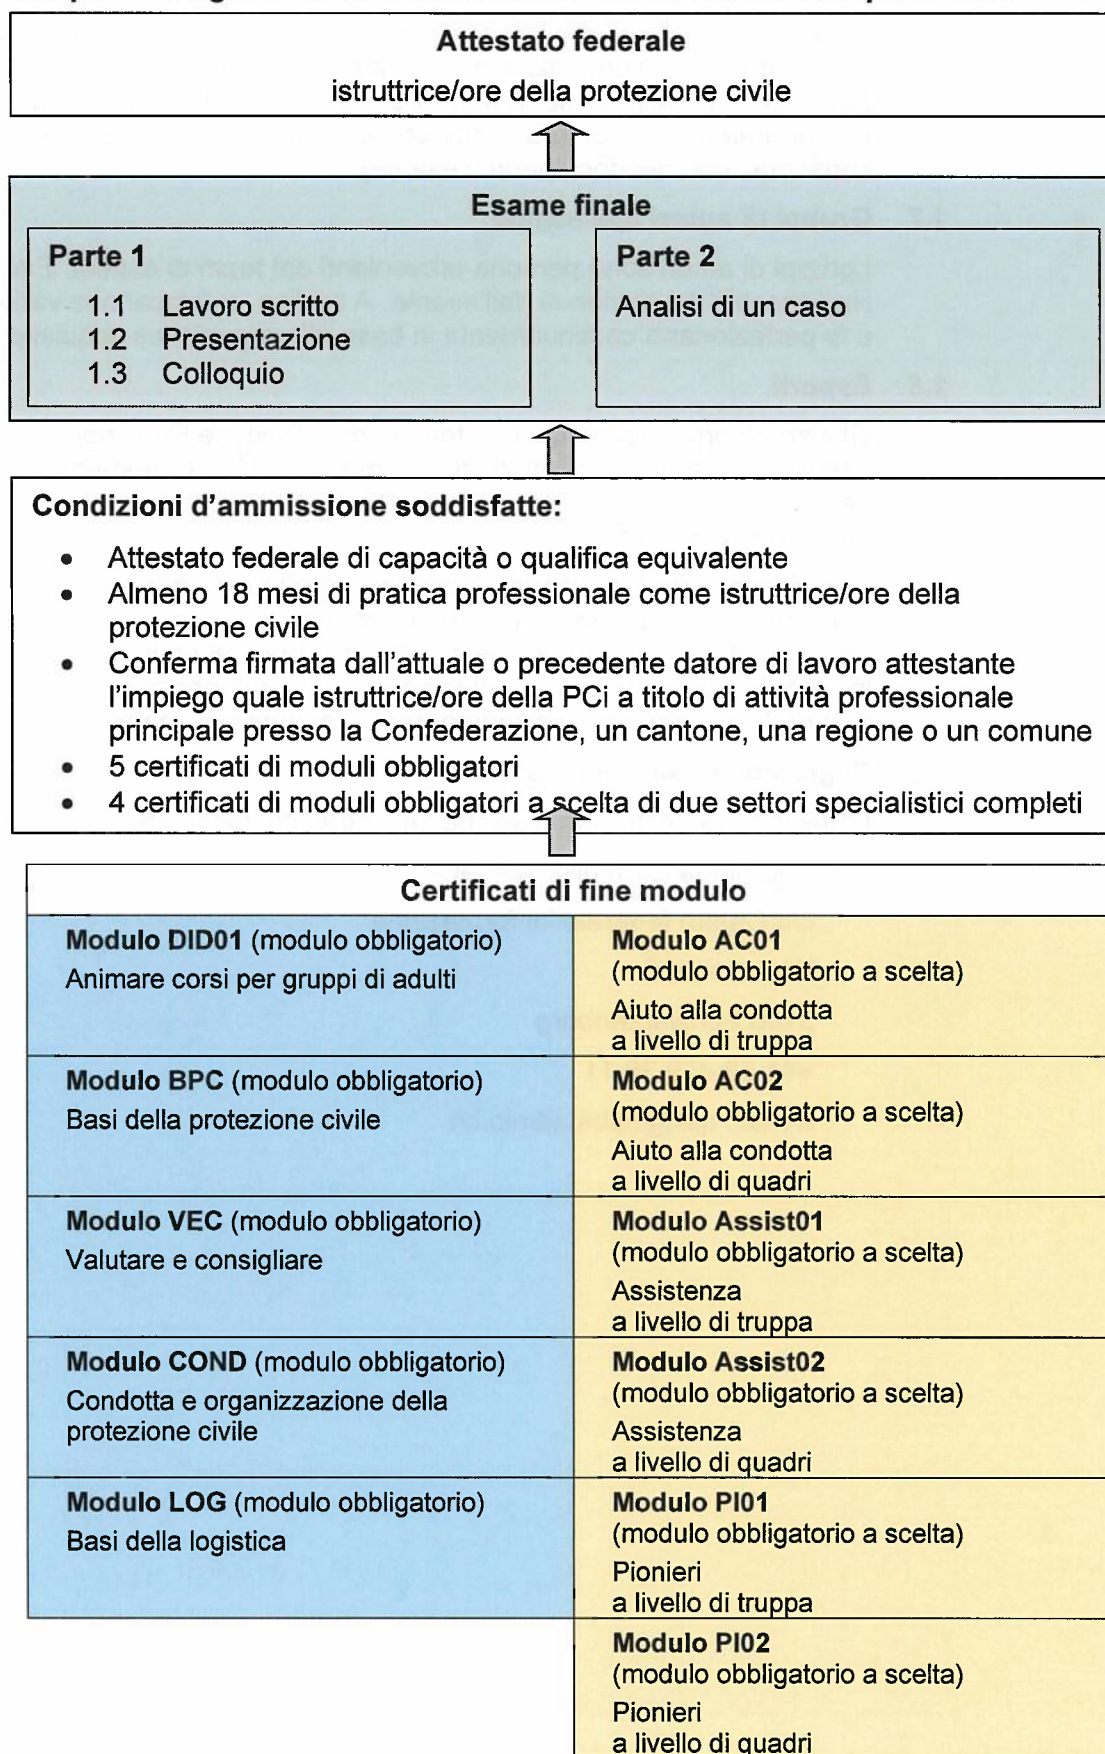 Attestato federale
istruttrice/ore della protezione civile
Esame finale
Parte 1
1.1 Lavoro scritto
1.2 Presentazione
1.3 Colloquio
Parte 2
Analisi di un caso
Condizioni d'ammissione soddisfatte:
• Attestato federale di capacità o qualifica equivalente
• Almeno 18 mesi di pratica professionale come istruttrice/ore della
protezione civile
• Conferma firmata dall'attuale o precedente datore di lavoro attestante
l'impiego quale istruttrice/ore della PCi a titolo di attività professionale
principale presso la Confederazione, un cantone, una regione o un comune
• 5 certificati di moduli obbligatori
• 4 certificati di moduli obbligatori a scelta di due settori specialistici completi
Certificati di fine modulo
Modulo DID01 (modulo obbligatorio)
Animare corsi per gruppi di adulti
Modulo AC01
(modulo obbligatorio a scelta)
Aiuto alla condotta
a livello di truppa
Modulo BPC (modulo obbligatorio)
Basi della protezione civile
Modulo AC02
(modulo obbligatorio a scelta)
Aiuto alla condotta
a livello di quadri
Modulo VEC (modulo obbligatorio)
Valutare e consigliare
Modulo Assist01
(modulo obbligatorio a scelta)
Assistenza
a livello di truppa
Modulo COND (modulo obbligatorio)
Condotta e organizzazione della
protezione civile
Modulo Assist02
(modulo obbligatorio a scelta)
Assistenza
a livello di quadri
Modulo LOG (modulo obbligatorio)
Basi della logistica
Modulo PI01
(modulo obbligatorio a scelta)
Pionieri
a livello di truppa
Modulo PI02
(modulo obbligatorio a scelta)
Pionieri
a livello di quadri